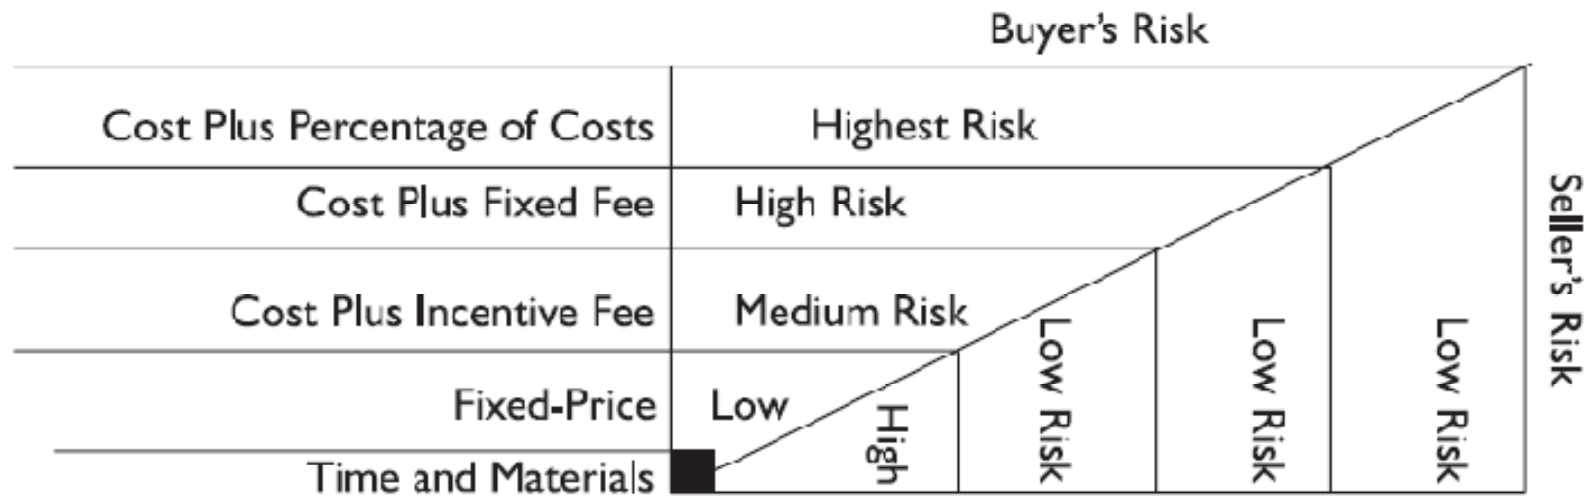 Buyer's Risk
Cost Plus Percentage of Costs
Highest Risk
Cost Plus Fixed Fee
High Risk
Cost Plus Incentive Fee
Medium Risk
Fixed-Price
Low
Time and Materials
High
Low Risk
Low Risk
Low Risk
Seller's Risk